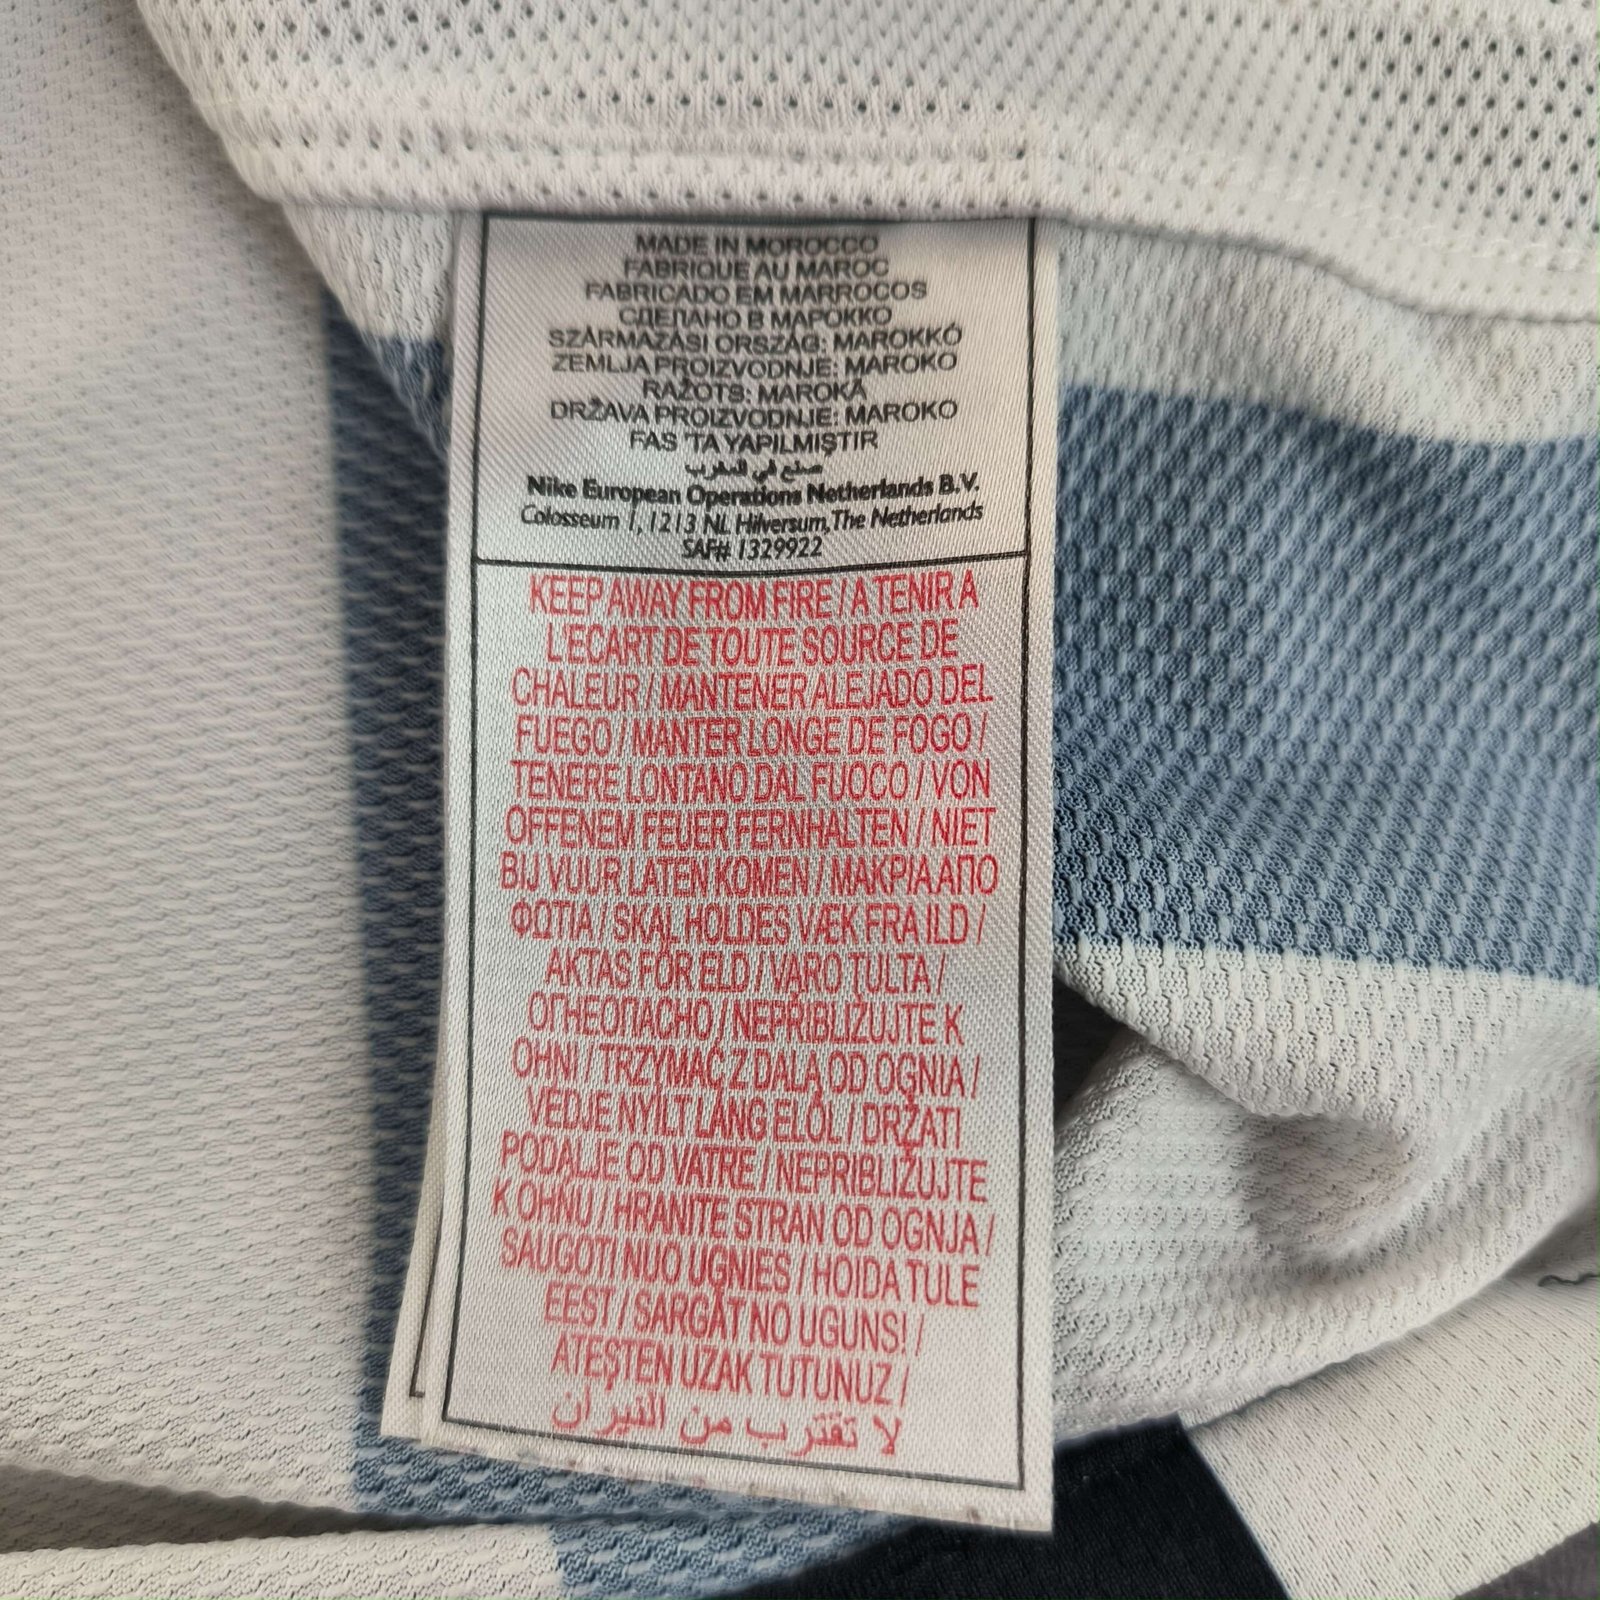 MADE IN MOROCCO
FABRIQUE AU MAROC
FABRICADO EM MARROCOS
СДЕЛАНО В МАРОККО
SZÁRMAZÁSI ORSZÁG: MAROKKÓ
ZEMLJA PROIZVODNJE: MAROKO
RAŽOTS: MAROKĀ
DRŽAVA PROIZVODNJE: MAROKO
FAS 'TA YAPILMIŞTIR
صنع في المغرب
Nike European Operations Netherlands B.V.
Colosseum 1, 1213 NL Hilversum, The Netherlands
SAF# 1329922
KEEP AWAY FROM FIRE / A TENIR A
L'ECART DE TOUTE SOURCE DE
CHALEUR / MANTENER ALEJADO DEL
FUEGO / MANTER LONGE DE FOGO /
TENERE LONTANO DAL FUOCO / VON
OFFENEM FEUER FERNHALTEN / NIET
BIJ VUUR LATEN KOMEN / ΜΑΚΡΙΑ ΑΠΟ
ΦΩΤΙΑ / SKAL HOLDES VÆK FRA ILD /
AKTAS FÖR ELD / VARO TULTA /
ОГНЕОПАСНО / NEPŘIBLIŽUJTE K
OHNI / TRZYMAĆ Z DALA OD OGNIA /
VÉDJE NYÍLT LÁNG ELŐL / DRŽATI
PODALJE OD VATRE / NEPRIBLIŽUJTE
K OHŇU / HRANITE STRAN OD OGNJA /
SAUGOTI NUO UGNIES / HOIDA TULE
EEST / SARGĀT NO UGUNS! /
ATEŞTEN UZAK TUTUNUZ /
لا تقترب من النيران